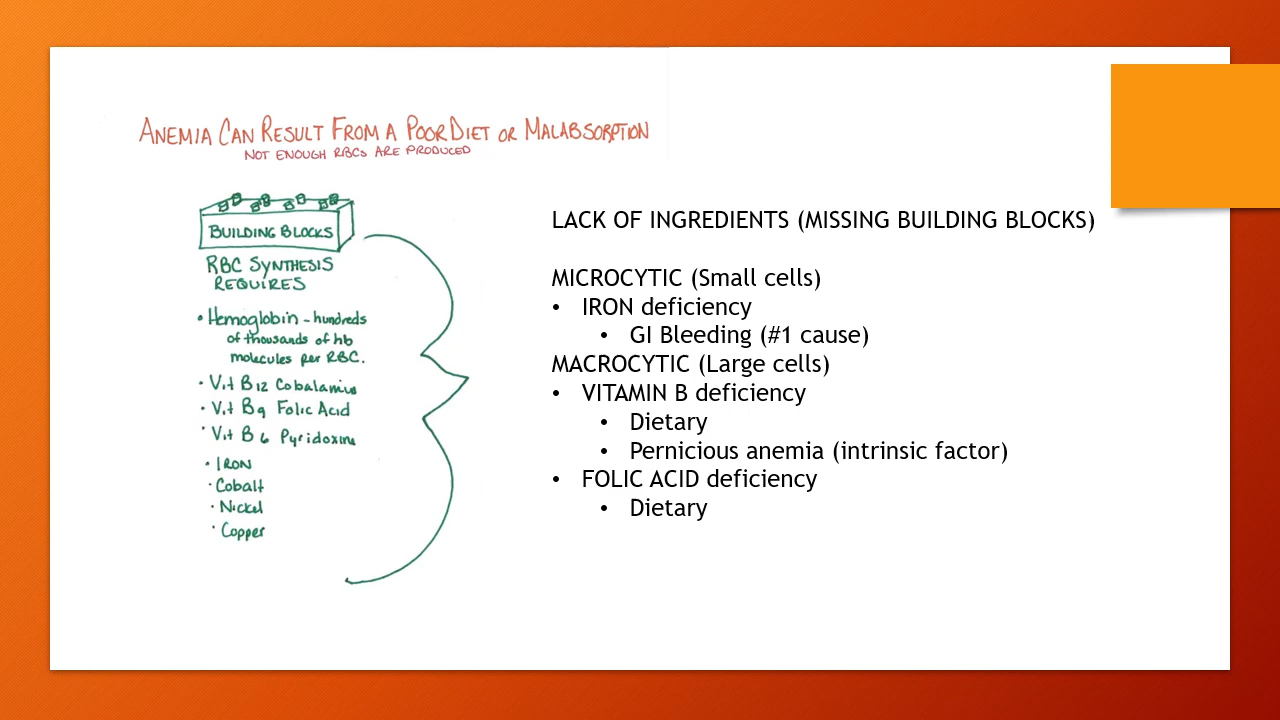 ANEMIA CAN RESULT FROM A POOR DIET OR MALABSORPTION
NOT ENOUGH RBCs ARE PRODUCED
BUILDING BLOCKS
RBC SYNTHESIS
REQUIRES
• Hemoglobin - hundreds
of thousands of hb
molecules per RBC.
• Vit B12 Cobalamins
• Vit B9 Folic Acid
• Vit B6 Pyridoxine
• IRON
• Cobalt
• Nickel
• Copper
LACK OF INGREDIENTS (MISSING BUILDING BLOCKS)
MICROCYTIC (Small cells)
• IRON deficiency
• GI Bleeding (#1 cause)
MACROCYTIC (Large cells)
• VITAMIN B deficiency
• Dietary
• Pernicious anemia (intrinsic factor)
• FOLIC ACID deficiency
• Dietary